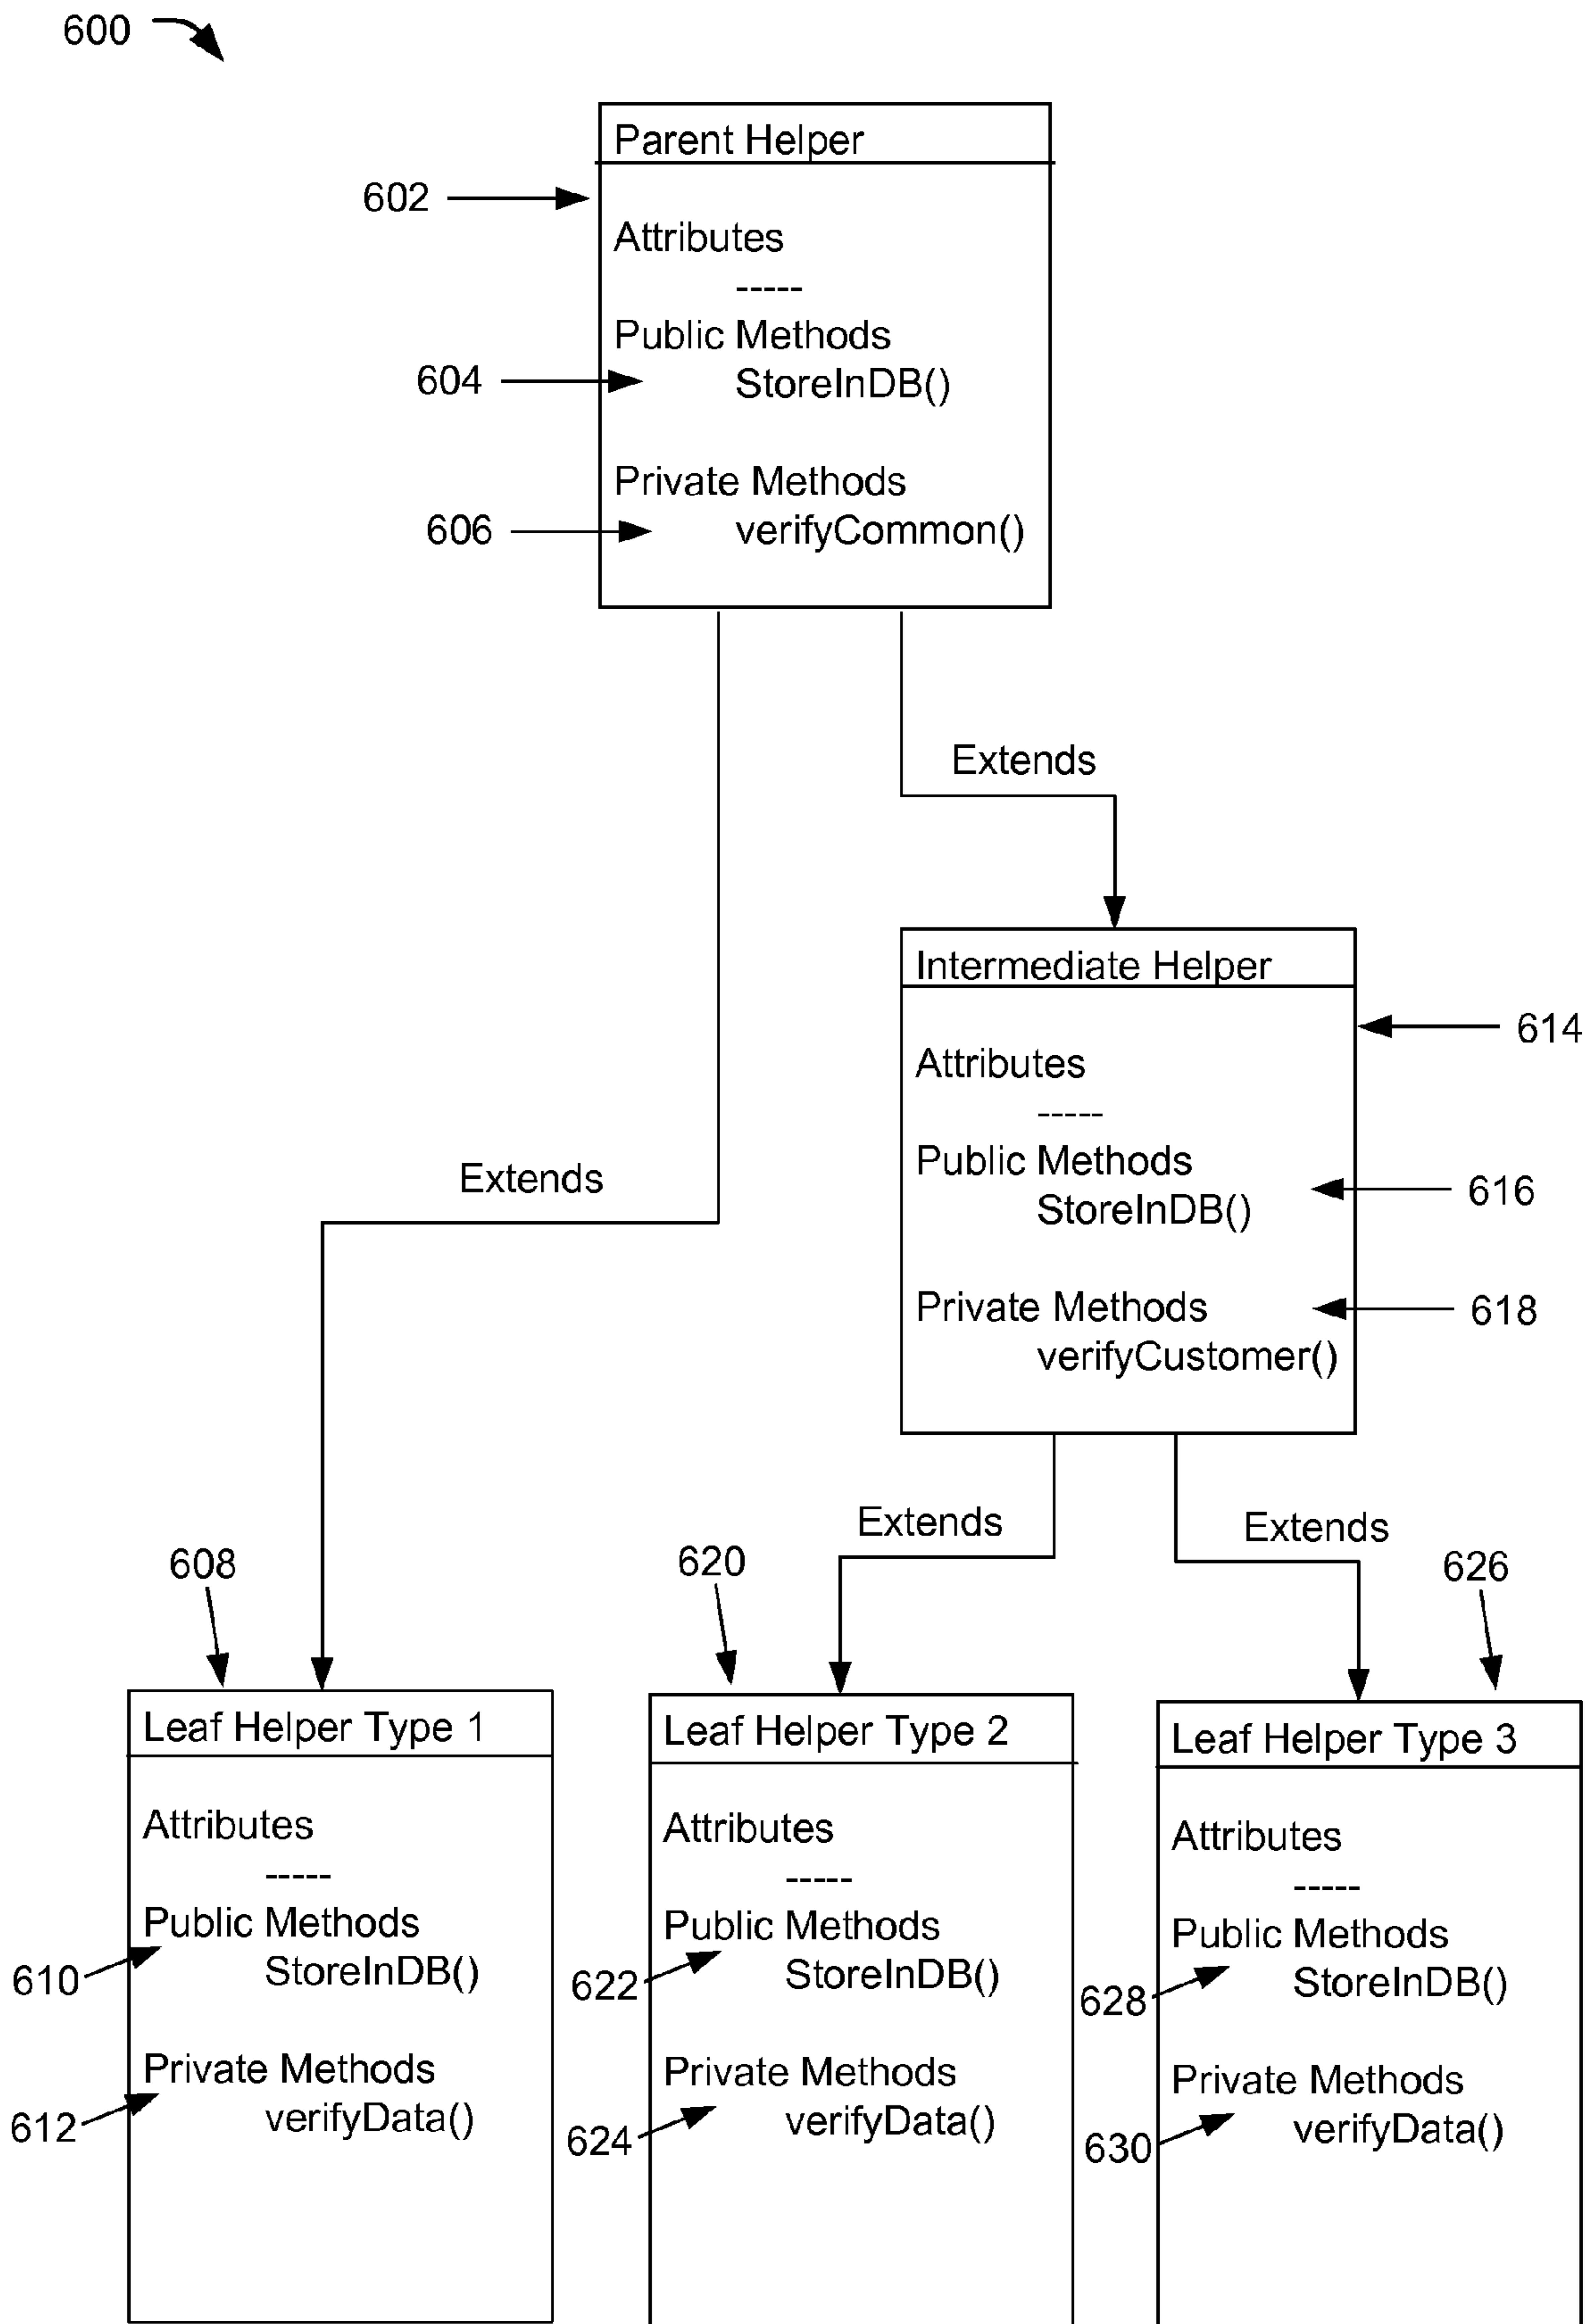 600
Parent Helper
602
Attributes
-----
Public Methods
604
StoreInDB()
Private Methods
606
verifyCommon()
Extends
Intermediate Helper
614
Attributes
-----
Public Methods
616
StoreInDB()
Private Methods
618
verifyCustomer()
Extends
Extends
Extends
608
Leaf Helper Type 1
Attributes
-----
Public Methods
610
StoreInDB()
Private Methods
612
verifyData()
620
Leaf Helper Type 2
Attributes
-----
Public Methods
622
StoreInDB()
Private Methods
624
verifyData()
626
Leaf Helper Type 3
Attributes
-----
Public Methods
628
StoreInDB()
Private Methods
630
verifyData()